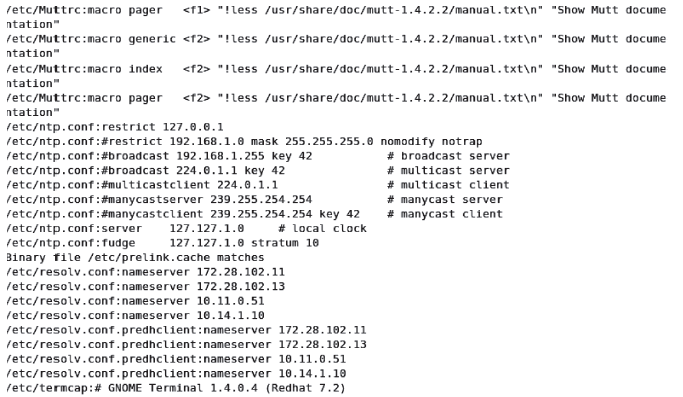 /etc/Muttrc:macro pager   <f1> "!less /usr/share/doc/mutt-1.4.2.2/manual.txt\n" "Show Mutt docume
ntation"
/etc/Muttrc:macro generic <f2> "!less /usr/share/doc/mutt-1.4.2.2/manual.txt\n" "Show Mutt docume
ntation"
/etc/Muttrc:macro index   <f2> "!less /usr/share/doc/mutt-1.4.2.2/manual.txt\n" "Show Mutt docume
ntation"
/etc/Muttrc:macro pager   <f2> "!less /usr/share/doc/mutt-1.4.2.2/manual.txt\n" "Show Mutt docume
ntation"
/etc/ntp.conf:restrict 127.0.0.1
/etc/ntp.conf:#restrict 192.168.1.0 mask 255.255.255.0 nomodify notrap
/etc/ntp.conf:#broadcast 192.168.1.255 key 42           # broadcast server
/etc/ntp.conf:#broadcast 224.0.1.1 key 42               # multicast server
/etc/ntp.conf:#multicastclient 224.0.1.1                # multicast client
/etc/ntp.conf:#manycastserver 239.255.254.254           # manycast server
/etc/ntp.conf:#manycastclient 239.255.254.254 key 42    # manycast client
/etc/ntp.conf:server    127.127.1.0     # local clock
/etc/ntp.conf:fudge     127.127.1.0 stratum 10
Binary file /etc/prelink.cache matches
/etc/resolv.conf:nameserver 172.28.102.11
/etc/resolv.conf:nameserver 172.28.102.13
/etc/resolv.conf:nameserver 10.11.0.51
/etc/resolv.conf:nameserver 10.14.1.10
/etc/resolv.conf.predhclient:nameserver 172.28.102.11
/etc/resolv.conf.predhclient:nameserver 172.28.102.13
/etc/resolv.conf.predhclient:nameserver 10.11.0.51
/etc/resolv.conf.predhclient:nameserver 10.14.1.10
/etc/termcap:# GNOME Terminal 1.4.0.4 (Redhat 7.2)